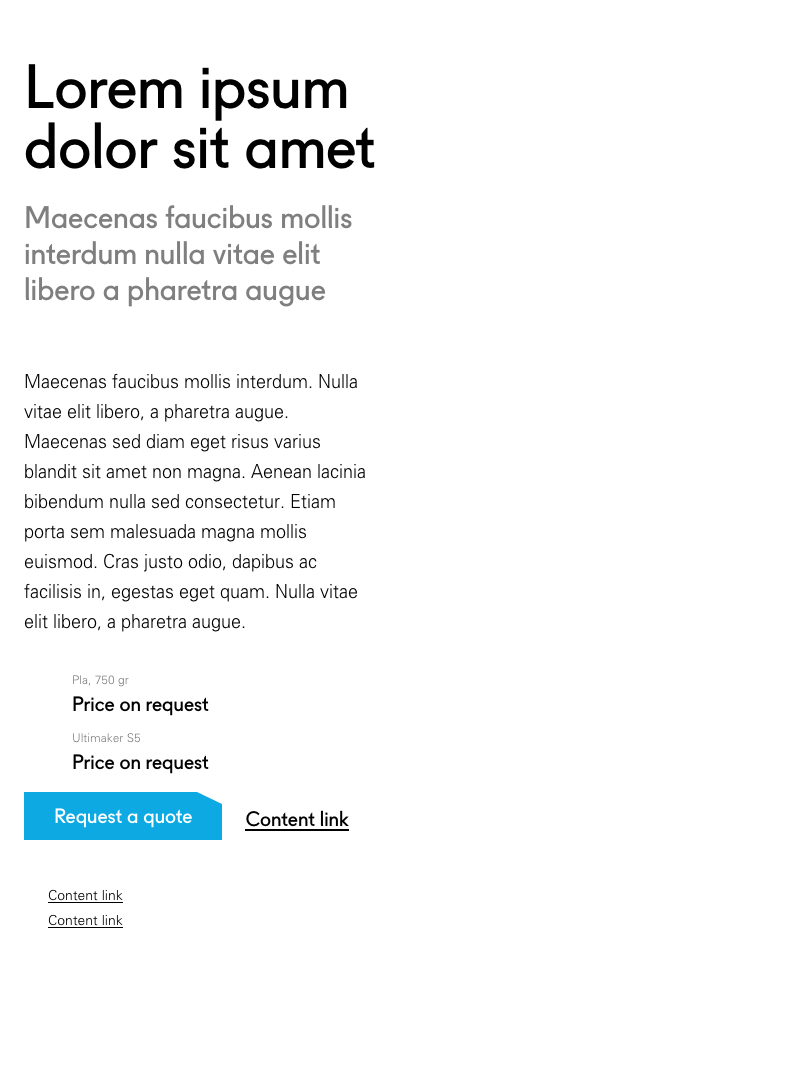 Lorem ipsum
dolor sit amet
Maecenas faucibus mollis
interdum nulla vitae elit
libero a pharetra augue
Maecenas faucibus mollis interdum. Nulla
vitae elit libero, a pharetra augue.
Maecenas sed diam eget risus varius
blandit sit amet non magna. Aenean lacinia
bibendum nulla sed consectetur. Etiam
porta sem malesuada magna mollis
euismod. Cras justo odio, dapibus ac
facilisis in, egestas eget quam. Nulla vitae
elit libero, a pharetra augue.
Pla, 750 gr
Price on request
Ultimaker S5
Price on request
Request a quote
Content link
Content link
Content link